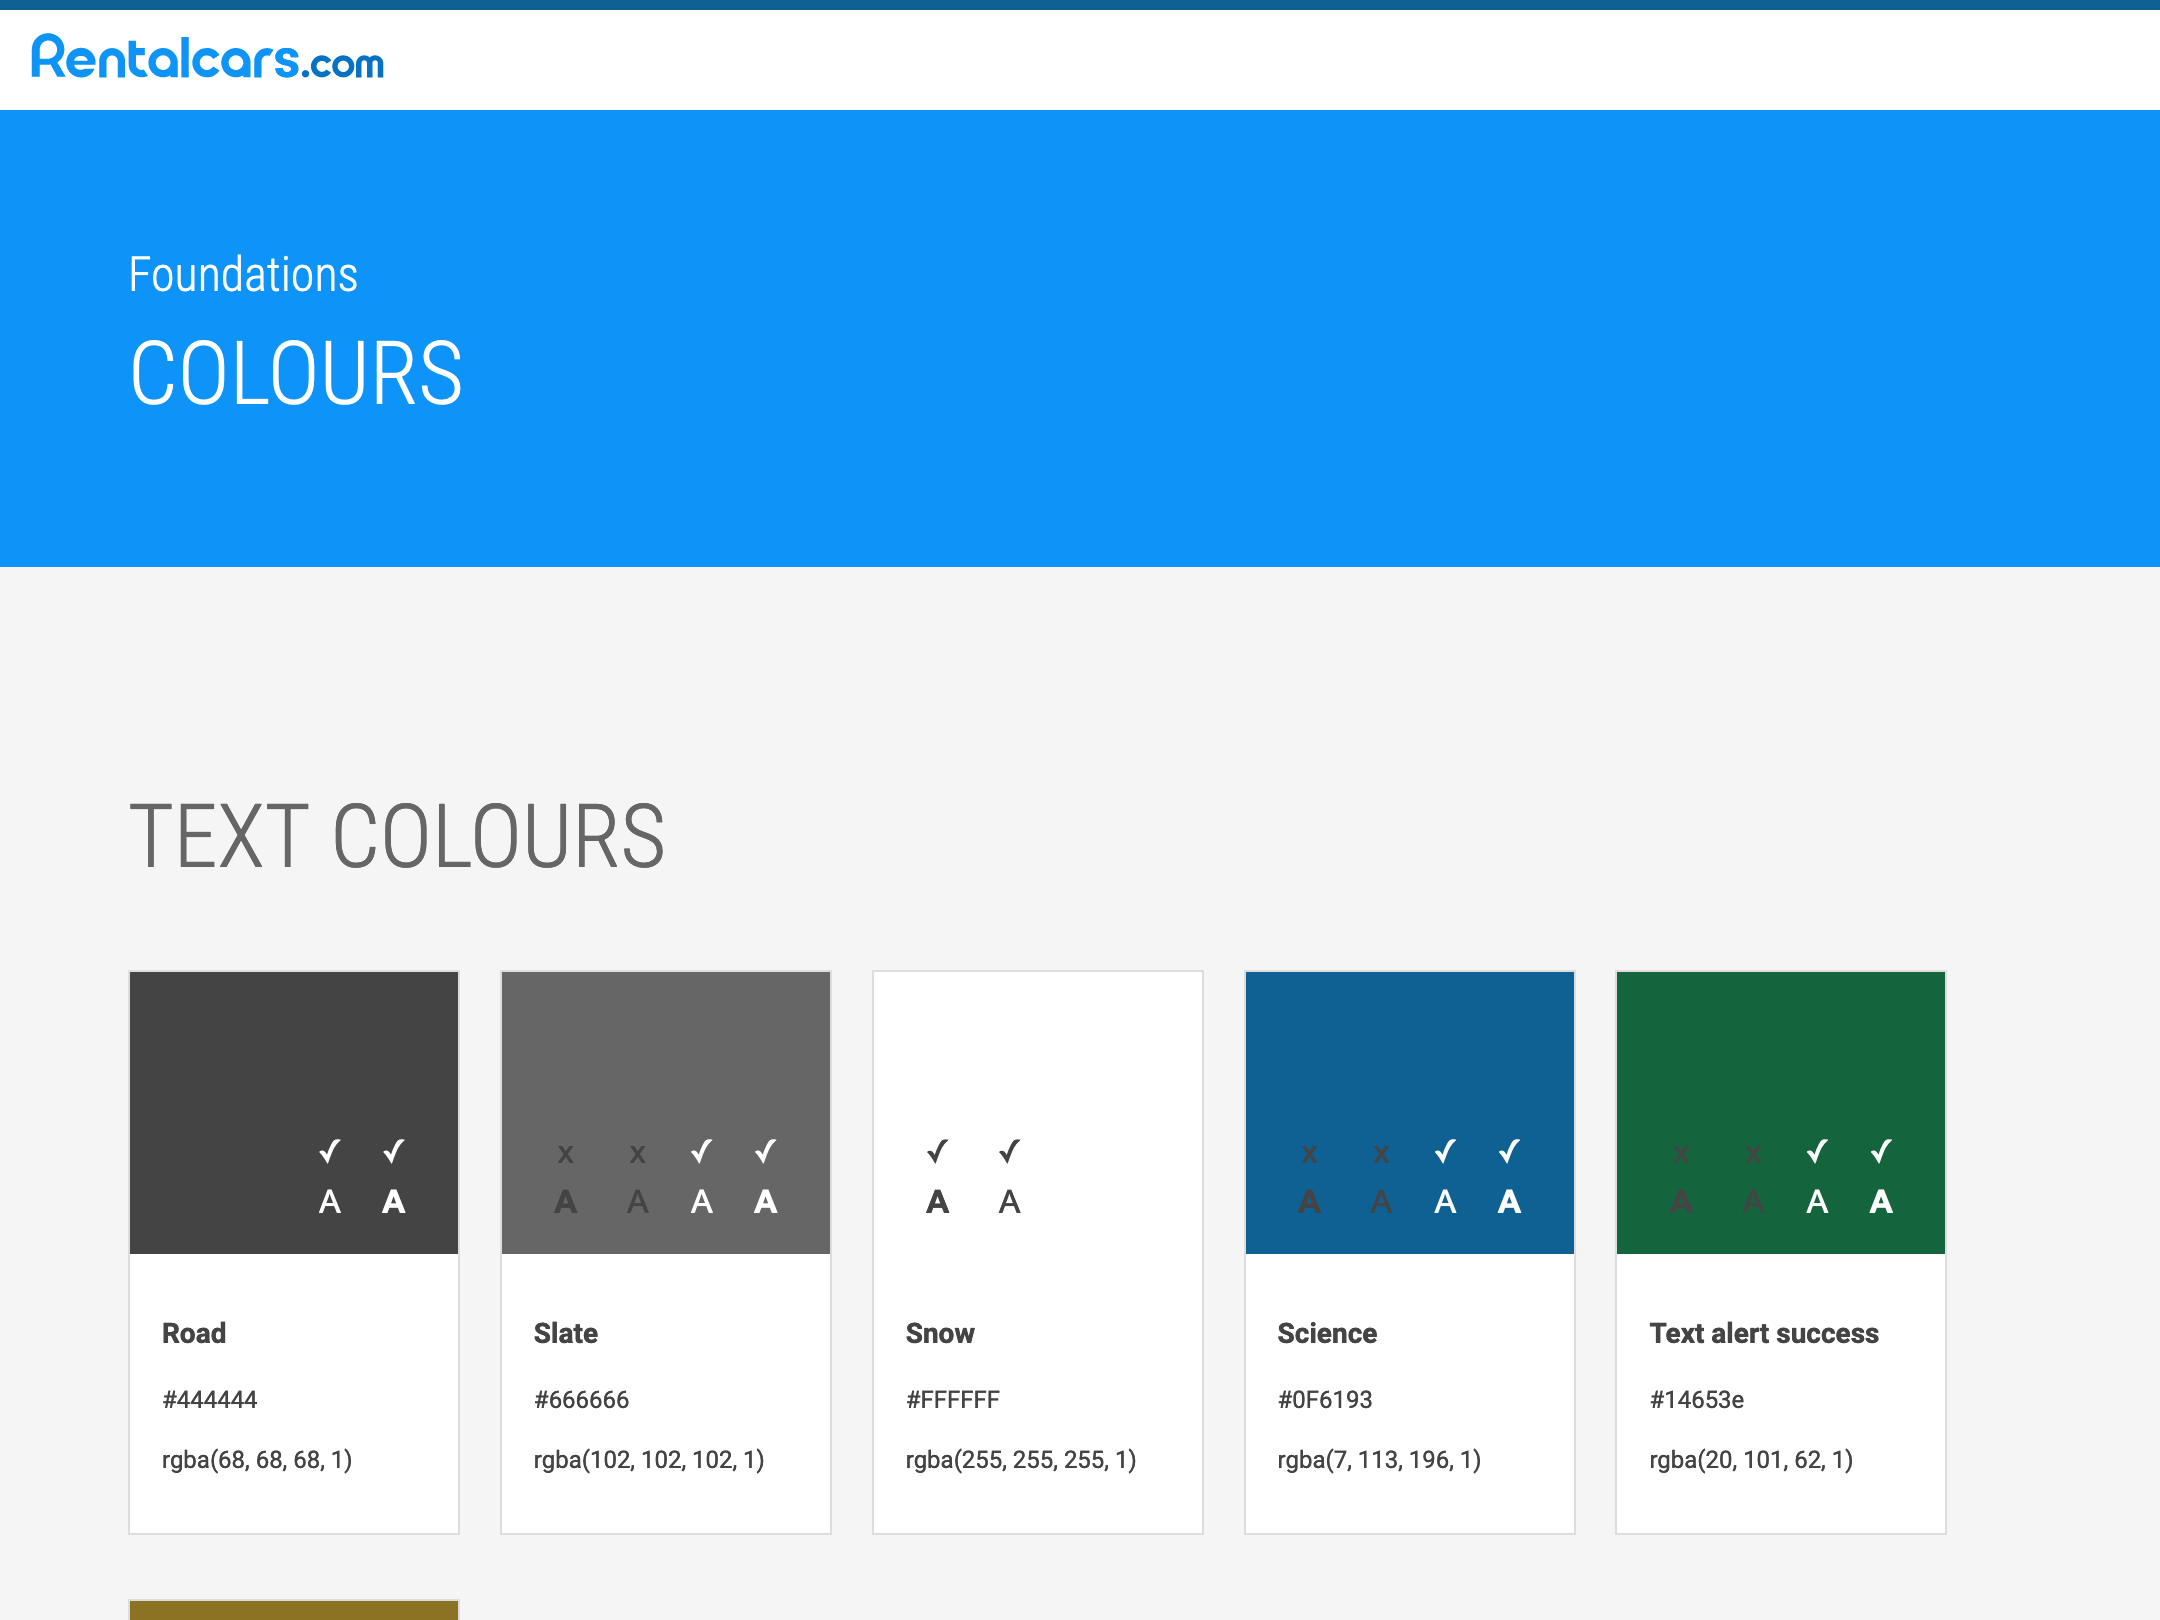 Rentalcars.com
Foundations
COLOURS
TEXT COLOURS
✓ ✓
A A
x x ✓ ✓
A A A A
✓ ✓
A A
x x ✓ ✓
A A A A
x x ✓ ✓
A A A A
Road
#444444
rgba(68, 68, 68, 1)
Slate
#666666
rgba(102, 102, 102, 1)
Snow
#FFFFFF
rgba(255, 255, 255, 1)
Science
#0F6193
rgba(7, 113, 196, 1)
Text alert success
#14653e
rgba(20, 101, 62, 1)